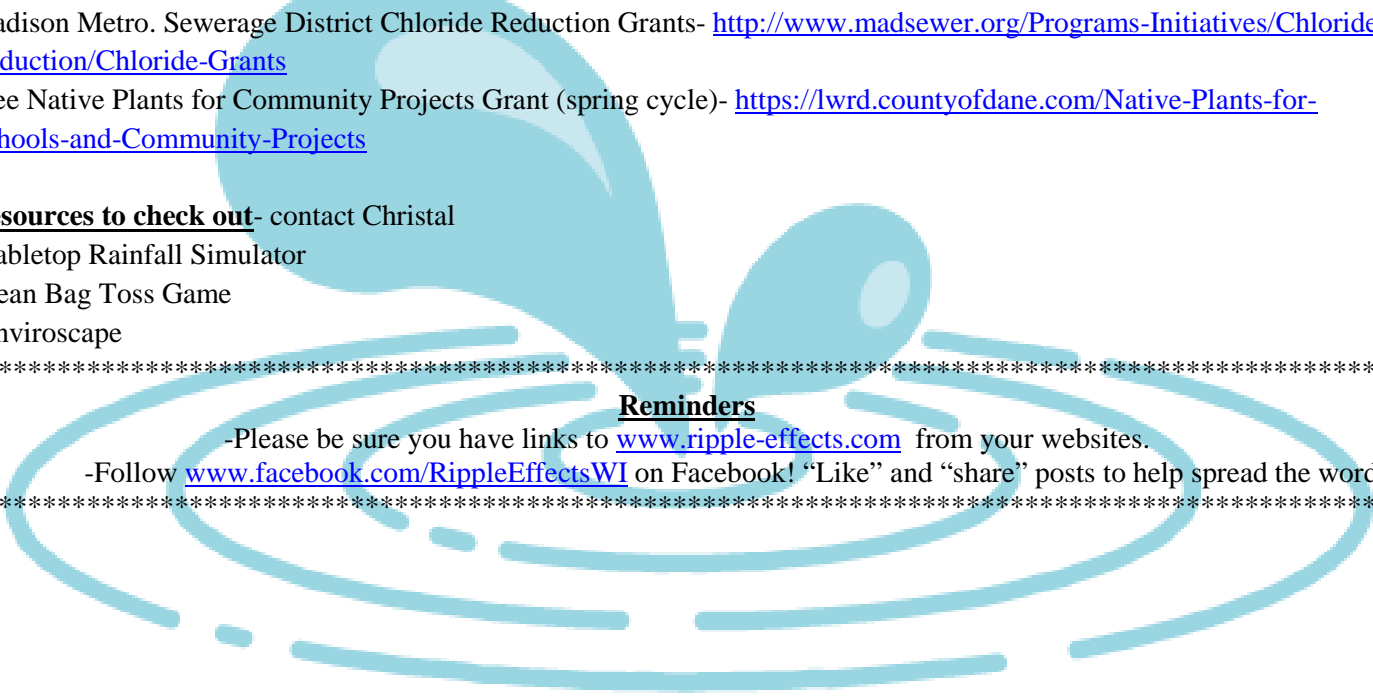 adison Metro. Sewerage District Chloride Reduction Grants- http://www.madsewer.org/Programs-Initiatives/Chloride
duction/Chloride-Grants
ee Native Plants for Community Projects Grant (spring cycle)- https://lwrd.countyofdane.com/Native-Plants-for-
hools-and-Community-Projects
sources to check out- contact Christal
abletop Rainfall Simulator
ean Bag Toss Game
nviroscape
************************************************************************************************
Reminders
-Please be sure you have links to www.ripple-effects.com from your websites.
-Follow www.facebook.com/RippleEffectsWI on Facebook! “Like” and “share” posts to help spread the word
************************************************************************************************